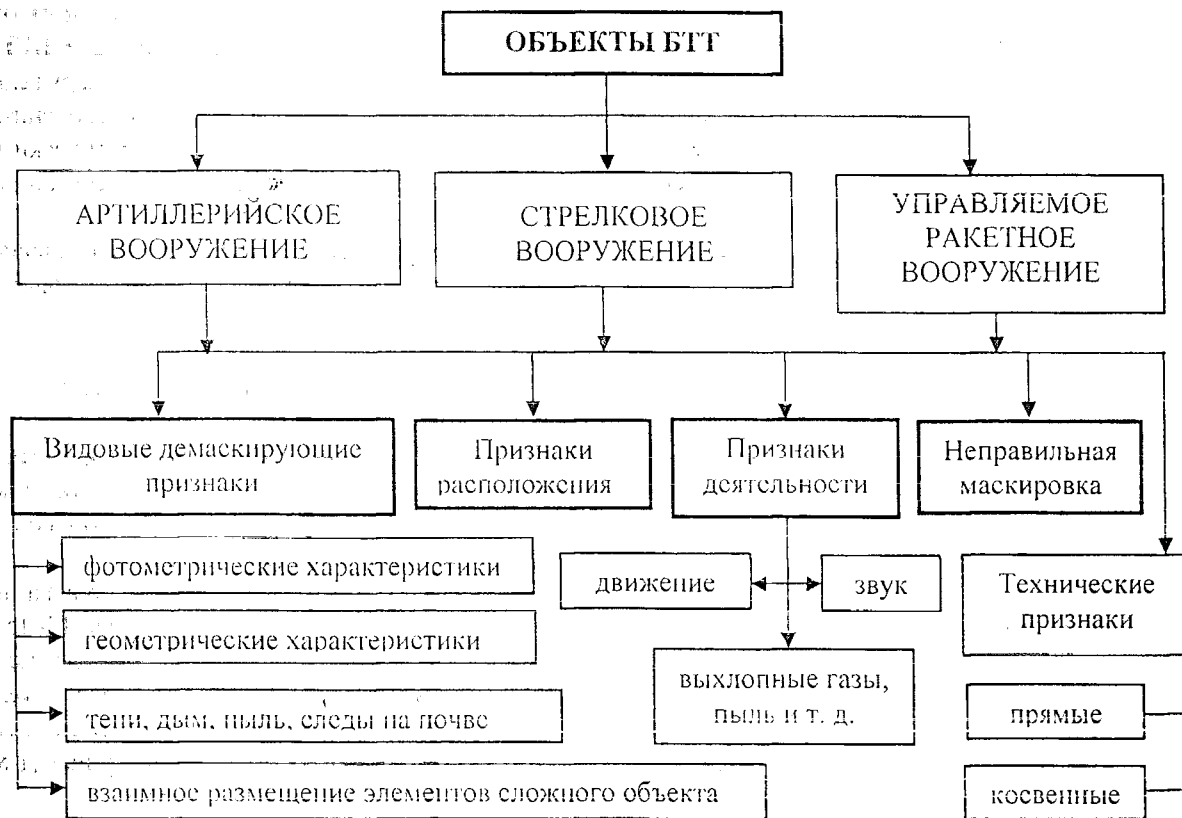 ОБЪЕКТЫ БТТ
АРТИЛЛЕРИЙСКОЕ
ВООРУЖЕНИЕ
СТРЕЛКОВОЕ
ВООРУЖЕНИЕ
УПРАВЛЯЕМОЕ
РАКЕТНОЕ
ВООРУЖЕНИЕ
Видовые демаскирующие
признаки
Признаки
расположения
Признаки
деятельности
Неправильная
маскировка
фотометрические характеристики
геометрические характеристики
тени, дым, пыль, следы на почве
взаимное размещение элементов сложного объекта
движение
звук
выхлопные газы,
пыль и т. д.
Технические
признаки
прямые
косвенные